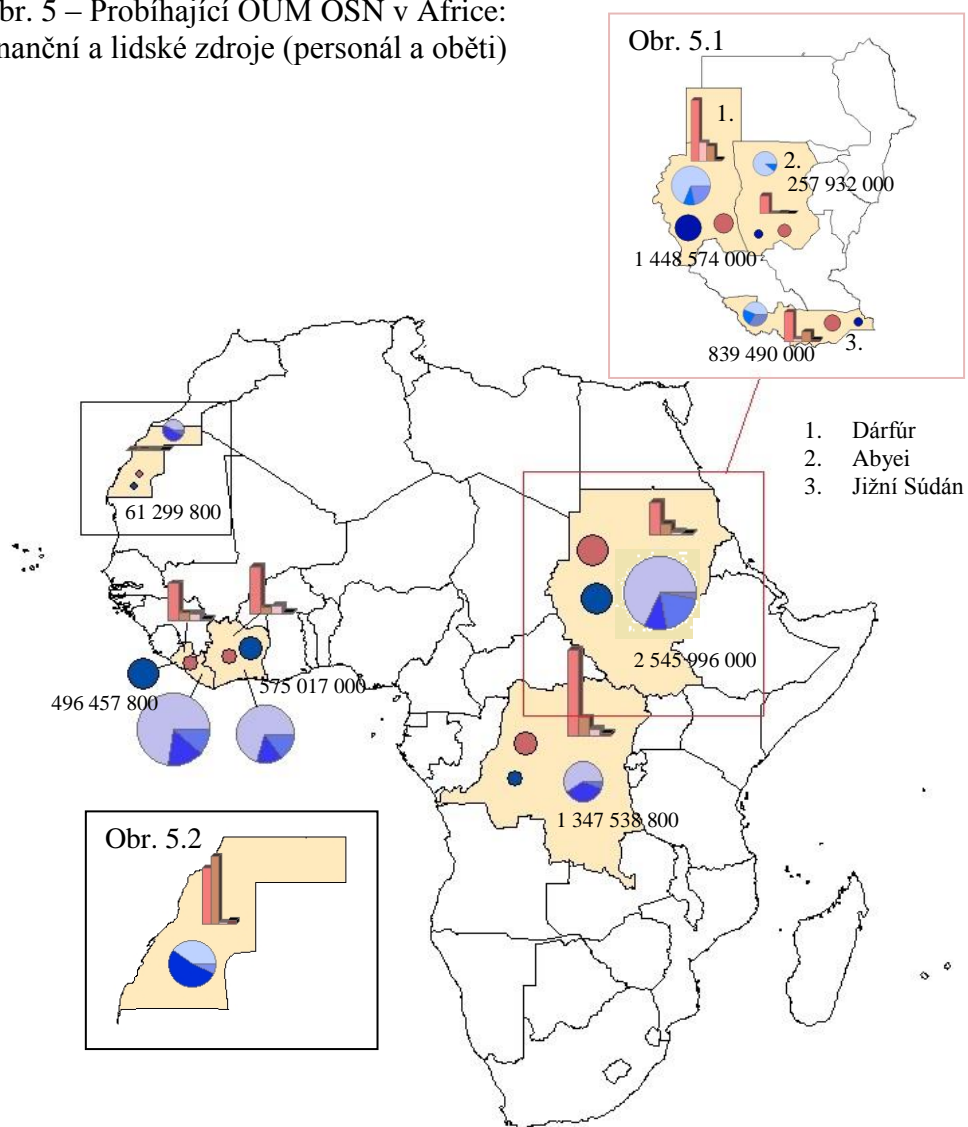 br. 5 – Probíhající OUM OSN v Africe:
nanční a lidské zdroje (personál a oběti)
Obr. 5.1
1.
2.
257 932 000
1 448 574 000
839 490 000
3.
1. Dárfúr
2. Abyei
3. Jižní Súdán
61 299 800
2 545 996 000
496 457 800
575 017 000
1 347 538 800
Obr. 5.2